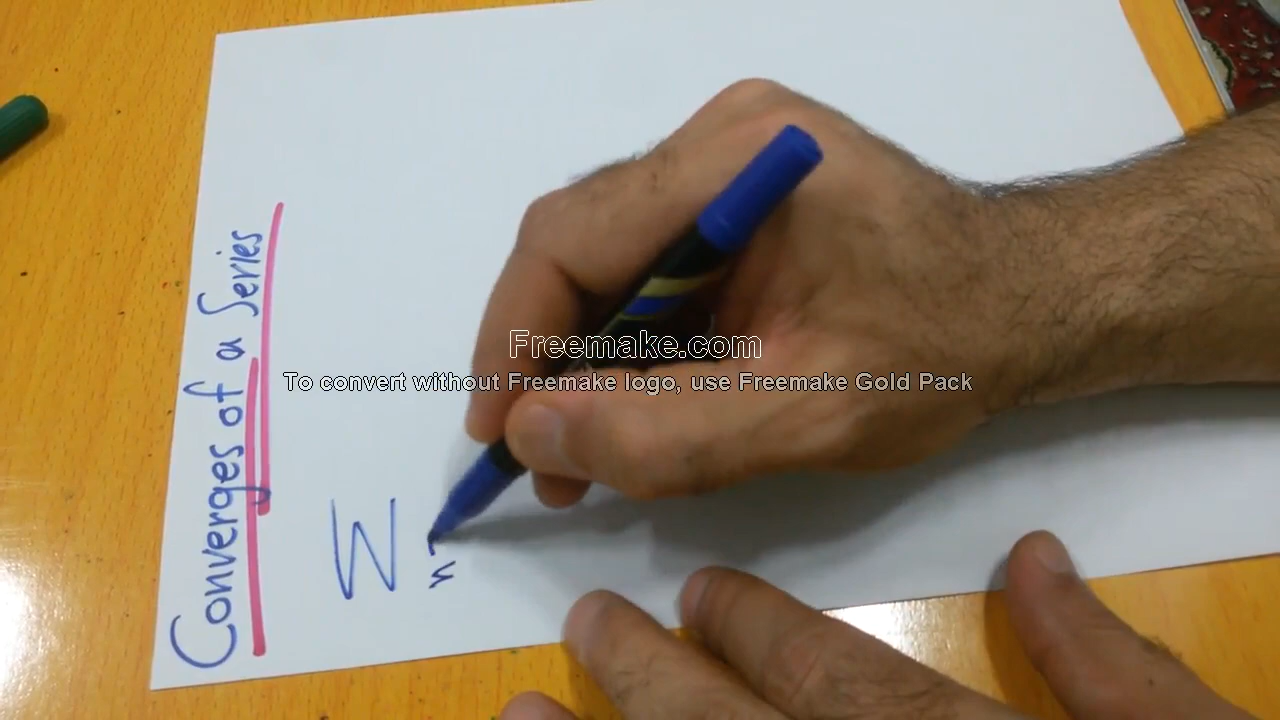 Converges of a Series
Σ
n
Freemake.com
To convert without Freemake logo, use Freemake Gold Pack